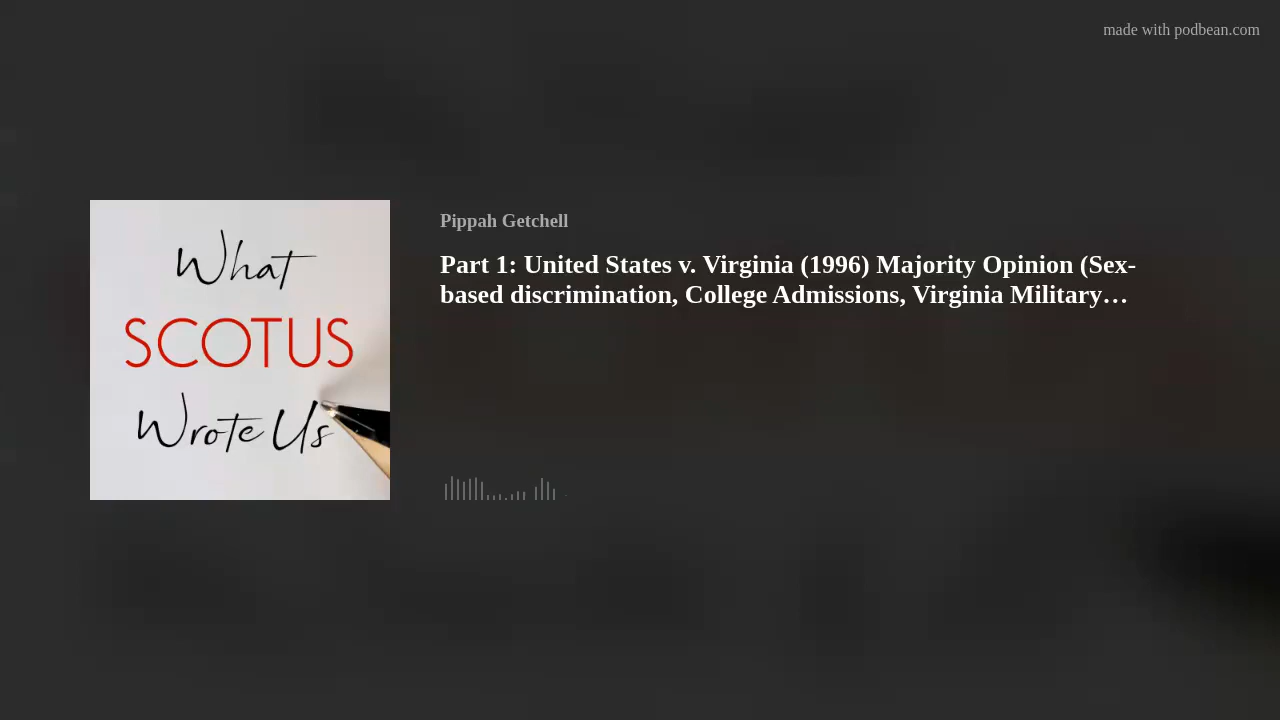 made with podbean.com
What
SCOTUS
Wrote Us
Pippah Getchell
Part 1: United States v. Virginia (1996) Majority Opinion (Sex-
based discrimination, College Admissions, Virginia Military…